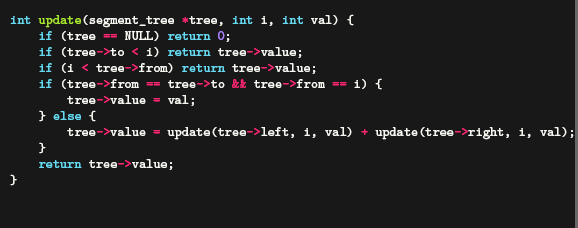 int update(segment_tree *tree, int i, int val) {
    if (tree == NULL) return 0;
    if (tree->to < i) return tree->value;
    if (i < tree->from) return tree->value;
    if (tree->from == tree->to && tree->from == i) {
        tree->value = val;
    } else {
        tree->value = update(tree->left, i, val) + update(tree->right, i, val);
    }
    return tree->value;
}